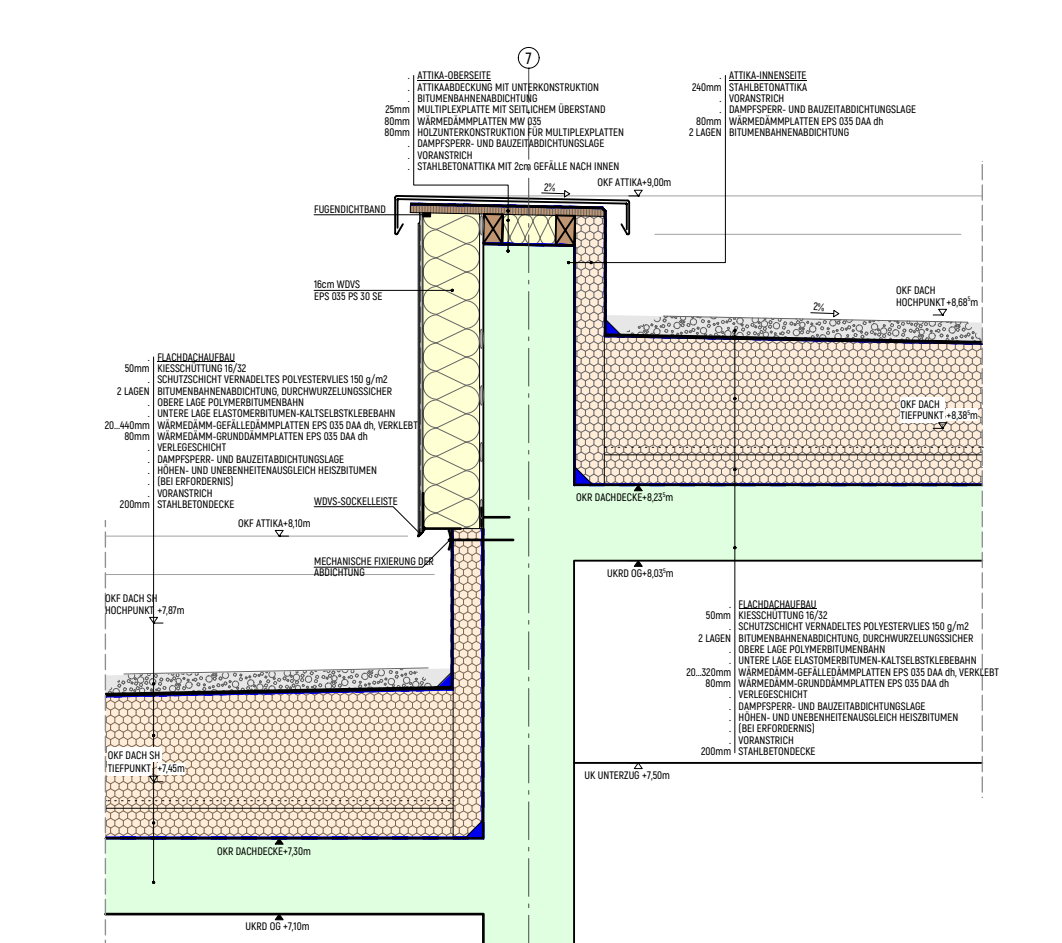 7
ATTIKA-OBERSEITE
. ATTIKAABDECKUNG MIT UNTERKONSTRUKTION
. BITUMENBAHNENABDICHTUNG
25mm MULTIPLEXPLATTE MIT SEITLICHEM ÜBERSTAND
80mm WÄRMEDÄMMPLATTEN MW 035
80mm HOLZUNTERKONSTRUKTION FÜR MULTIPLEXPLATTEN
. DAMPFSPERR- UND BAUZEITABDICHTUNGSLAGE
. VORANSTRICH
. STAHLBETONATTIKA MIT 2cm GEFÄLLE NACH INNEN
. ATTIKA-INNENSEITE
240mm STAHLBETONATTIKA
. VORANSTRICH
. DAMPFSPERR- UND BAUZEITABDICHTUNGSLAGE
80mm WÄRMEDÄMMPLATTEN EPS 035 DAA dh
2 LAGEN BITUMENBAHNENABDICHTUNG
2%
OKF ATTIKA+9,00m
FUGENDICHTBAND
16cm WDVS
EPS 035 PS 30 SE
OKF DACH
HOCHPUNKT +8,68⁵m
2%
. FLACHDACHAUFBAU
50mm KIESSCHÜTTUNG 16/32
. SCHUTZSCHICHT VERNADELTES POLYESTERVLIES 150 g/m2
2 LAGEN BITUMENBAHNENABDICHTUNG, DURCHWURZELUNGSSICHER
. OBERE LAGE POLYMERBITUMENBAHN
. UNTERE LAGE ELASTOMERBITUMEN-KALTSELBSTKLEBEBAHN
20...440mm WÄRMEDÄMM-GEFÄLLEDÄMMPLATTEN EPS 035 DAA dh, VERKLEBT
80mm WÄRMEDÄMM-GRUNDDÄMMPLATTEN EPS 035 DAA dh
. VERLEGESCHICHT
. DAMPFSPERR- UND BAUZEITABDICHTUNGSLAGE
. HÖHEN- UND UNEBENHEITENAUSGLEICH HEISZBITUMEN
. (BEI ERFORDERNIS)
. VORANSTRICH
200mm STAHLBETONDECKE
OKF DACH
TIEFPUNKT +8,38⁵m
WDVS-SOCKELLEISTE
OKR DACHDECKE+8,23⁵m
OKF ATTIKA+8,10m
MECHANISCHE FIXIERUNG DER
ABDICHTUNG
UKRD OG+8,03⁵m
OKF DACH SH
HOCHPUNKT +7,87m
. FLACHDACHAUFBAU
50mm KIESSCHÜTTUNG 16/32
. SCHUTZSCHICHT VERNADELTES POLYESTERVLIES 150 g/m2
2 LAGEN BITUMENBAHNENABDICHTUNG, DURCHWURZELUNGSSICHER
. OBERE LAGE POLYMERBITUMENBAHN
. UNTERE LAGE ELASTOMERBITUMEN-KALTSELBSTKLEBEBAHN
20...320mm WÄRMEDÄMM-GEFÄLLEDÄMMPLATTEN EPS 035 DAA dh, VERKLEBT
80mm WÄRMEDÄMM-GRUNDDÄMMPLATTEN EPS 035 DAA dh
. VERLEGESCHICHT
. DAMPFSPERR- UND BAUZEITABDICHTUNGSLAGE
. HÖHEN- UND UNEBENHEITENAUSGLEICH HEISZBITUMEN
. (BEI ERFORDERNIS)
. VORANSTRICH
200mm STAHLBETONDECKE
OKF DACH SH
TIEFPUNKT +7,45m
UK UNTERZUG +7,50m
OKR DACHDECKE+7,30m
UKRD OG +7,10m